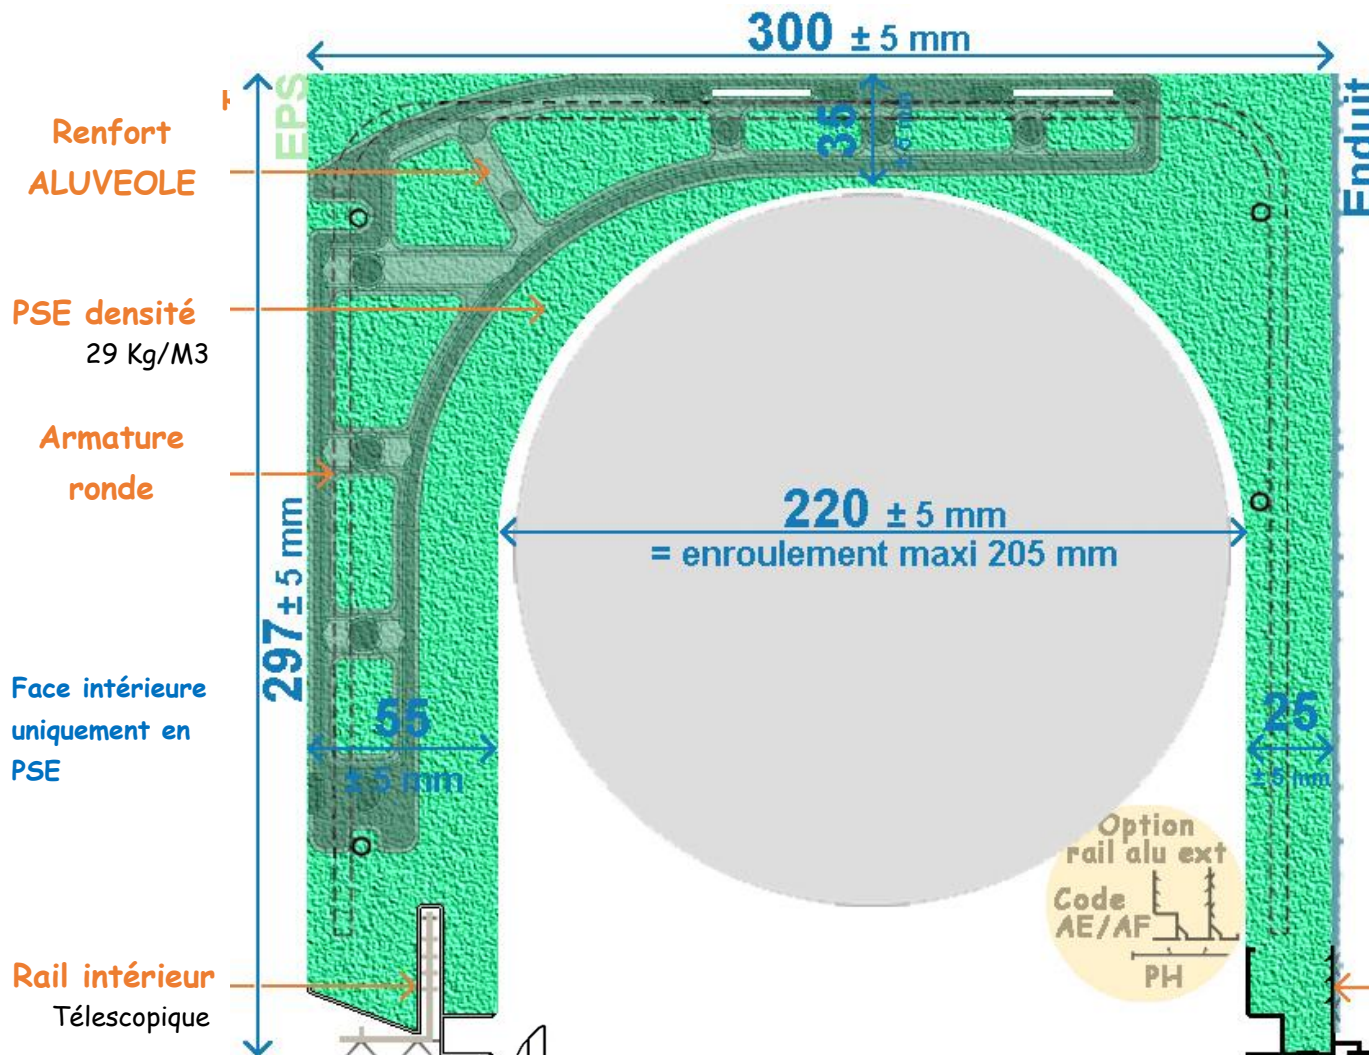 300 ± 5 mm
EPS
Enduit
35
± 5 mm
Renfort
ALUVEOLE
PSE densité
29 Kg/M3
Armature
ronde
220 ± 5 mm
= enroulement maxi 205 mm
297 ± 5 mm
Face intérieure
uniquement en
PSE
55
± 5 mm
25
± 5 mm
Option
rail alu ext
Code
AE/AF
PH
Rail intérieur
Télescopique